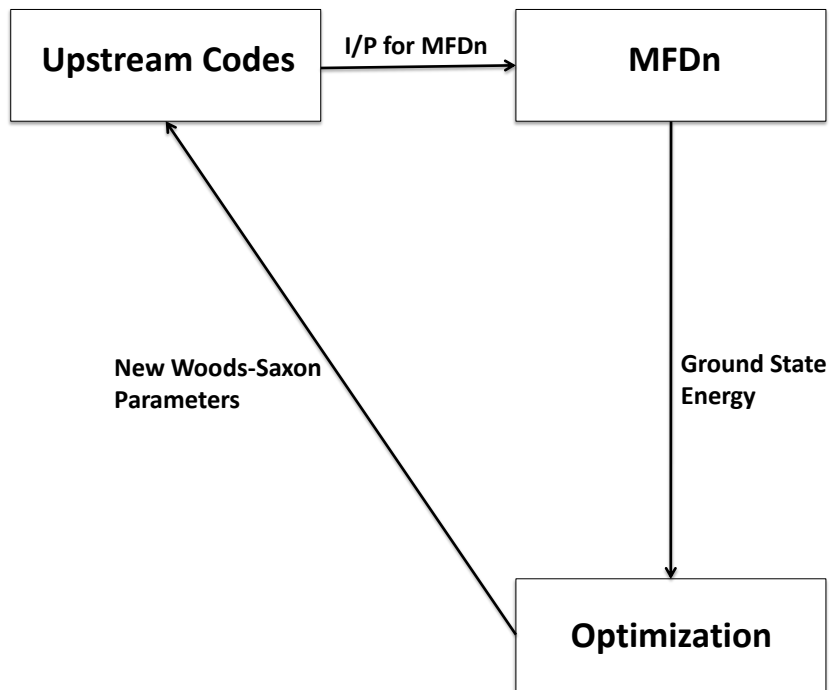 I/P for MFDn
Upstream Codes
MFDn
New Woods-Saxon
Parameters
Ground State
Energy
Optimization